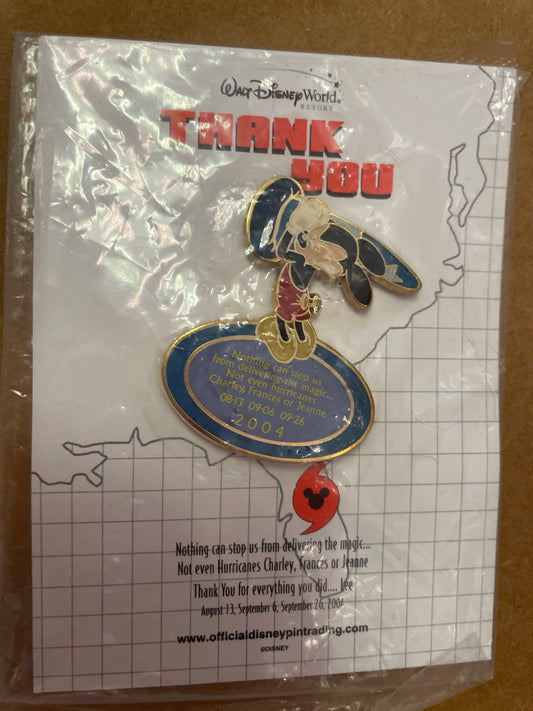 WALT DISNEY World
RESORT
THANK
YOU
Nothing can stop us
from delivering the magic...
Not even hurricanes
Charley, Frances or Jeanne
08-13 09-06 09-26
2004
Nothing can stop us from delivering the magic...
Not even Hurricanes Charley, Frances or Jeanne
Thank You for everything you did.... Lee
August 13, September 6, September 26, 2004
www.officialdisneypintrading.com
©DISNEY